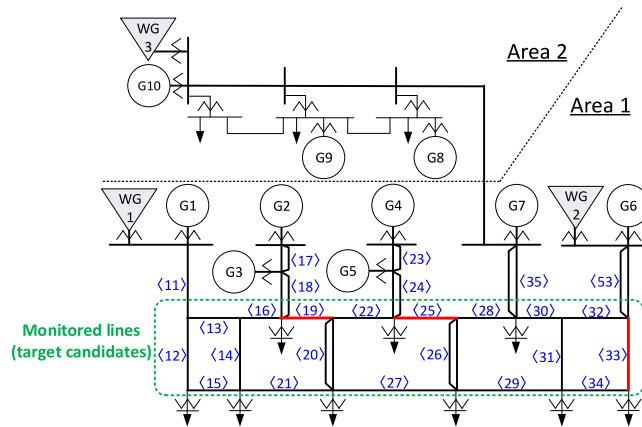 WG
3
Area 2
G10
Area 1
G9
G8
WG
1
G1
G2
G4
G7
WG
2
G6
G3
⟨17⟩
G5
⟨23⟩
⟨11⟩
⟨18⟩
⟨24⟩
⟨35⟩
⟨53⟩
⟨16⟩
⟨19⟩
⟨22⟩
⟨25⟩
⟨28⟩
⟨30⟩
⟨32⟩
Monitored lines
(target candidates)
⟨13⟩
⟨12⟩
⟨14⟩
⟨20⟩
⟨26⟩
⟨31⟩
⟨33⟩
⟨15⟩
⟨21⟩
⟨27⟩
⟨29⟩
⟨34⟩